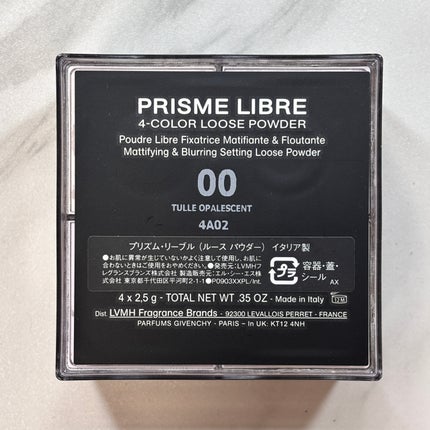 PRISME LIBRE
4-COLOR LOOSE POWDER
Poudre Libre Fixatrice Matifiante & Floutante
Mattifying & Blurring Setting Loose Powder
00
TULLE OPALESCENT
4A02
プリズム・リーブル（ルース パウダー） イタリア製
●お肌に異常が生じていないかよく注意して使用し、お肌に
合わないときはご使用をおやめください。●発売元:LVMHフ
レグランスブランズ株式会社 製造販売元:エル・シー・エス株
式会社 東京都千代田区平河町2-1-1●P0903XXPL/Int.
プラ
容器・蓋・
シール
AX
4 x 2,5 g - TOTAL NET WT .35 OZ - Made in Italy
12M
Dist. LVMH Fragrance Brands - 92300 LEVALLOIS PERRET - FRANCE
PARFUMS GIVENCHY - PARIS - In UK: KT12 4NH